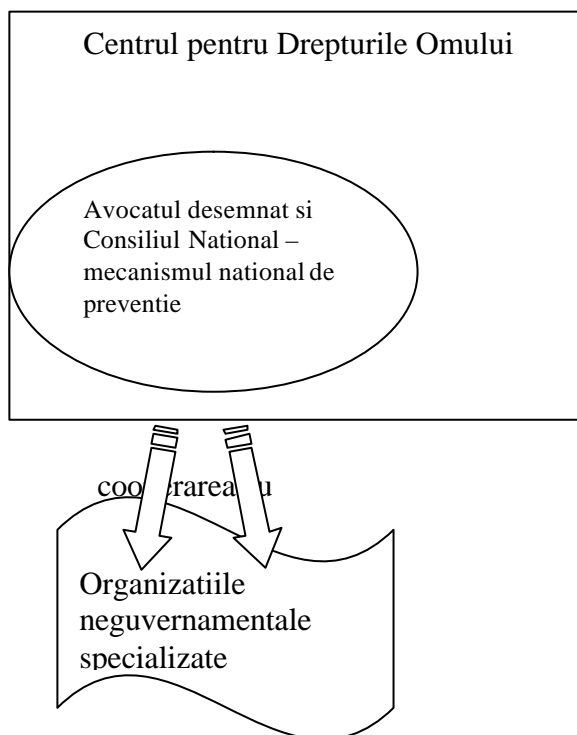 Centrul pentru Drepturile Omului
Avocatul desemnat si
Consiliul National –
mecanismul national de
preventie
Organizatiile
neguvernamentale
specializate